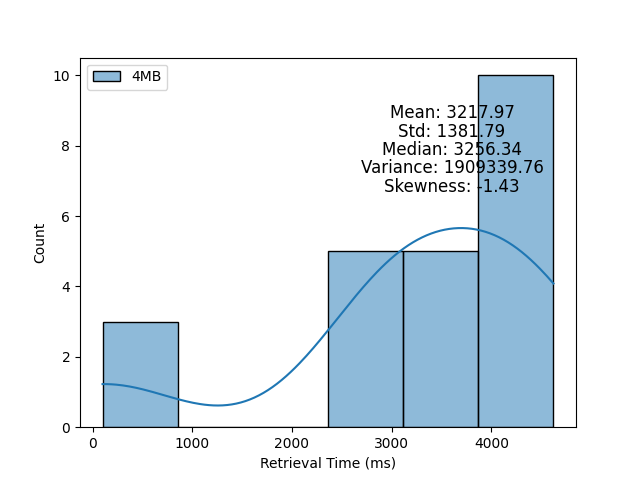 4MB
Mean: 3217.97
Std: 1381.79
Median: 3256.34
Variance: 1909339.76
Skewness: -1.43
10
8
6
4
2
0
Count
0 1000 2000 3000 4000
Retrieval Time (ms)